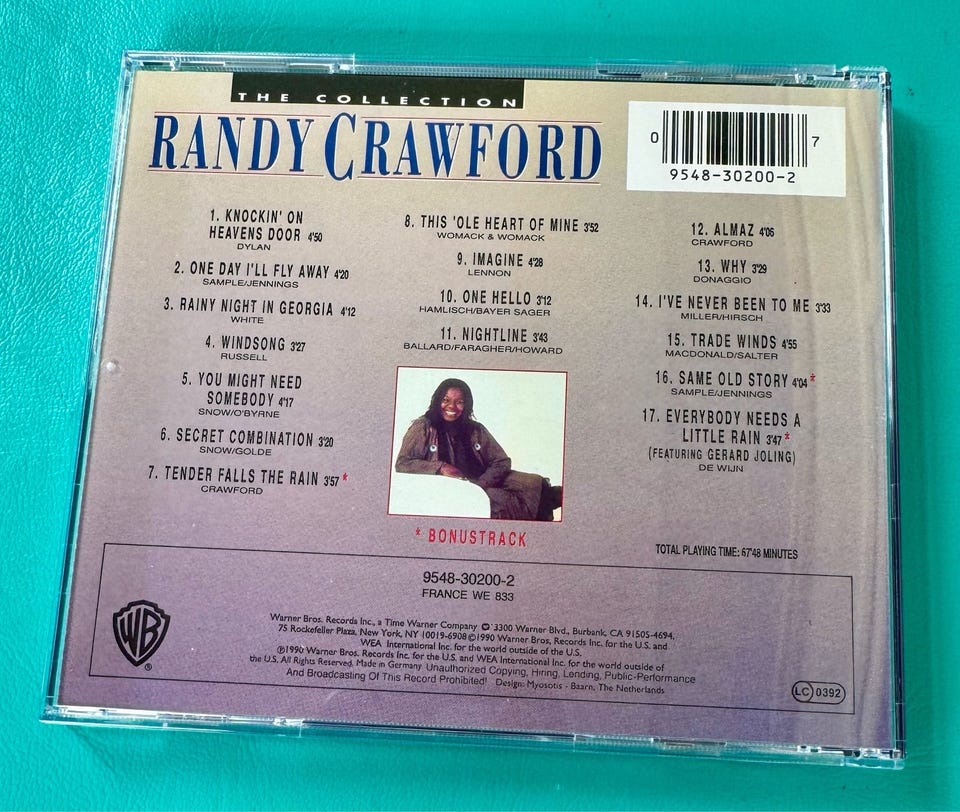 THE COLLECTION
RANDY CRAWFORD
0
7
9548-30200-2
1. KNOCKIN' ON
HEAVENS DOOR 4'50
DYLAN
2. ONE DAY I'LL FLY AWAY 4'20
SAMPLE/JENNINGS
3. RAINY NIGHT IN GEORGIA 4'12
WHITE
4. WINDSONG 3'27
RUSSELL
5. YOU MIGHT NEED
SOMEBODY 4'17
SNOW/O'BYRNE
6. SECRET COMBINATION 3'20
SNOW/GOLDE
7. TENDER FALLS THE RAIN 3'57 *
CRAWFORD
8. THIS 'OLE HEART OF MINE 3'52
WOMACK & WOMACK
9. IMAGINE 4'28
LENNON
10. ONE HELLO 3'12
HAMLISCH/BAYER SAGER
11. NIGHTLINE 3'43
BALLARD/FARAGHER/HOWARD
12. ALMAZ 4'06
CRAWFORD
13. WHY 3'29
DONAGGIO
14. I'VE NEVER BEEN TO ME 3'33
MILLER/HIRSCH
15. TRADE WINDS 4'55
MACDONALD/SALTER
16. SAME OLD STORY 4'04 *
SAMPLE/JENNINGS
17. EVERYBODY NEEDS A
LITTLE RAIN 3'47 *
(FEATURING GERARD JOLING)
DE WIJN
* BONUSTRACK
TOTAL PLAYING TIME: 67'48 MINUTES
9548-30200-2
FRANCE WE 833
WB
®
Warner Bros. Records Inc., a Time Warner Company 3300 Warner Blvd., Burbank, CA 91505-4694,
75 Rockefeller Plaza, New York, NY 10019-6908 ©1990 Warner Bros, Records Inc. for the U.S. and
WEA International Inc. for the world outside of the U.S.
℗1990 Warner Bros. Records Inc. for the U.S. and WEA International Inc. for the world outside of
the U.S. All Rights Reserved. Made in Germany Unauthorized Copying, Hiring, Lending, Public-Performance
And Broadcasting Of This Record Prohibited! Design: Myosotis - Baarn, The Netherlands
LC 0392